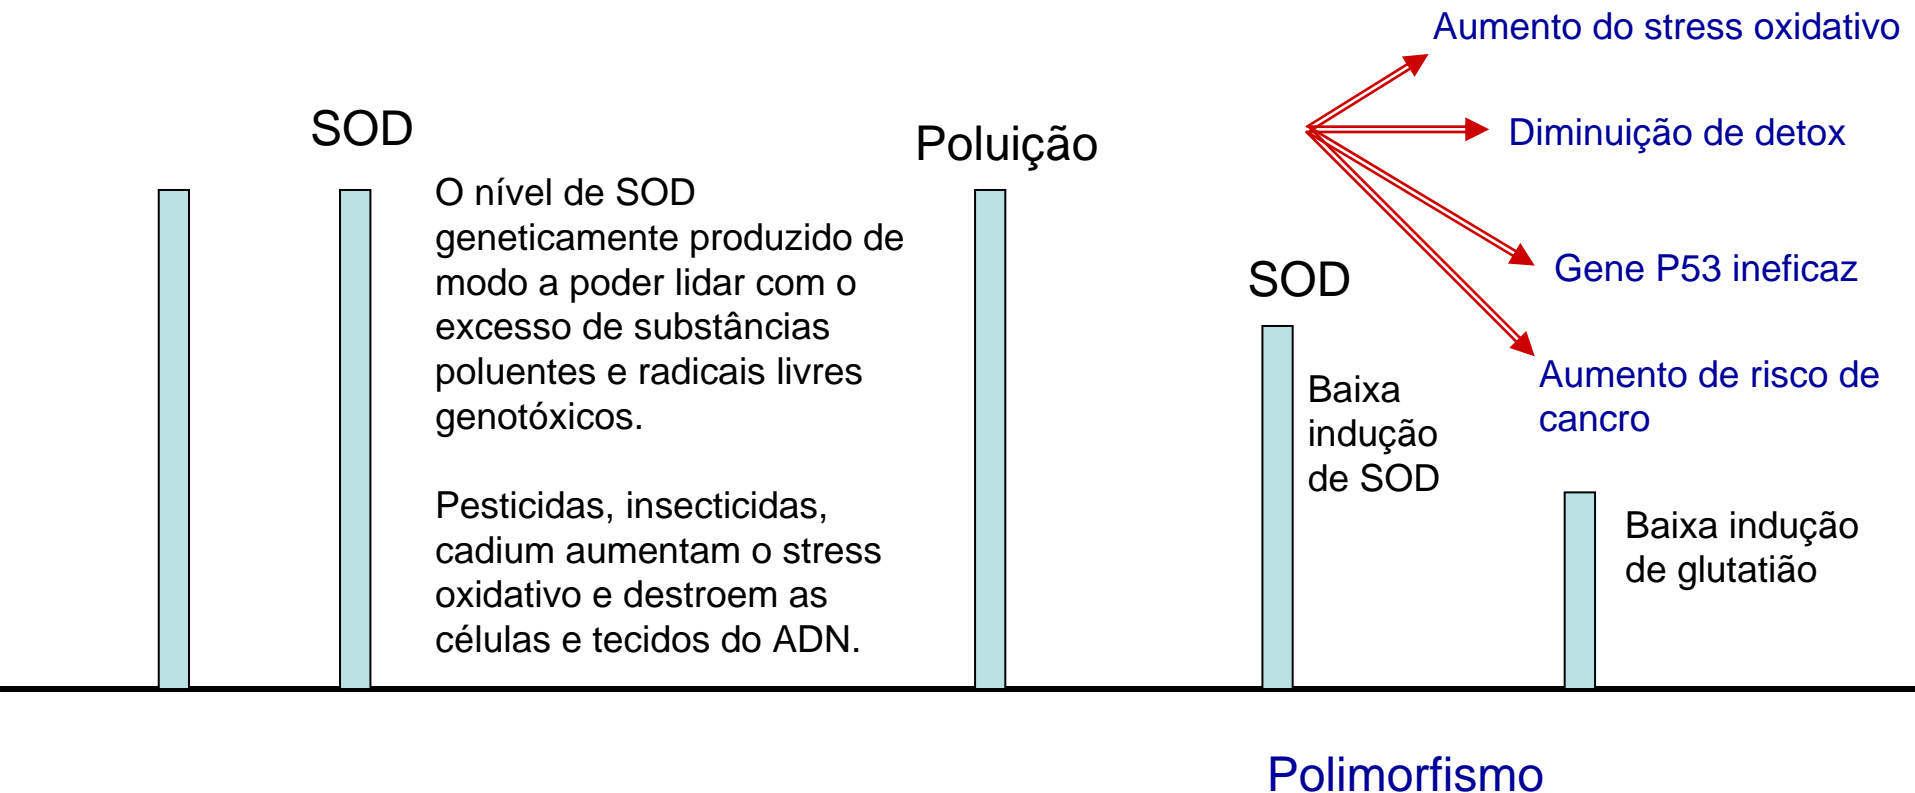 SOD
O nível de SOD
geneticamente produzido de
modo a poder lidar com o
excesso de substâncias
poluentes e radicais livres
genotóxicos.
Pesticidas, insecticidas,
cadium aumentam o stress
oxidativo e destroem as
células e tecidos do ADN.
Poluição
SOD
Baixa
indução
de SOD
Aumento do stress oxidativo
Diminuição de detox
Gene P53 ineficaz
Aumento de risco de
cancro
Baixa indução
de glutatião
Polimorfismo